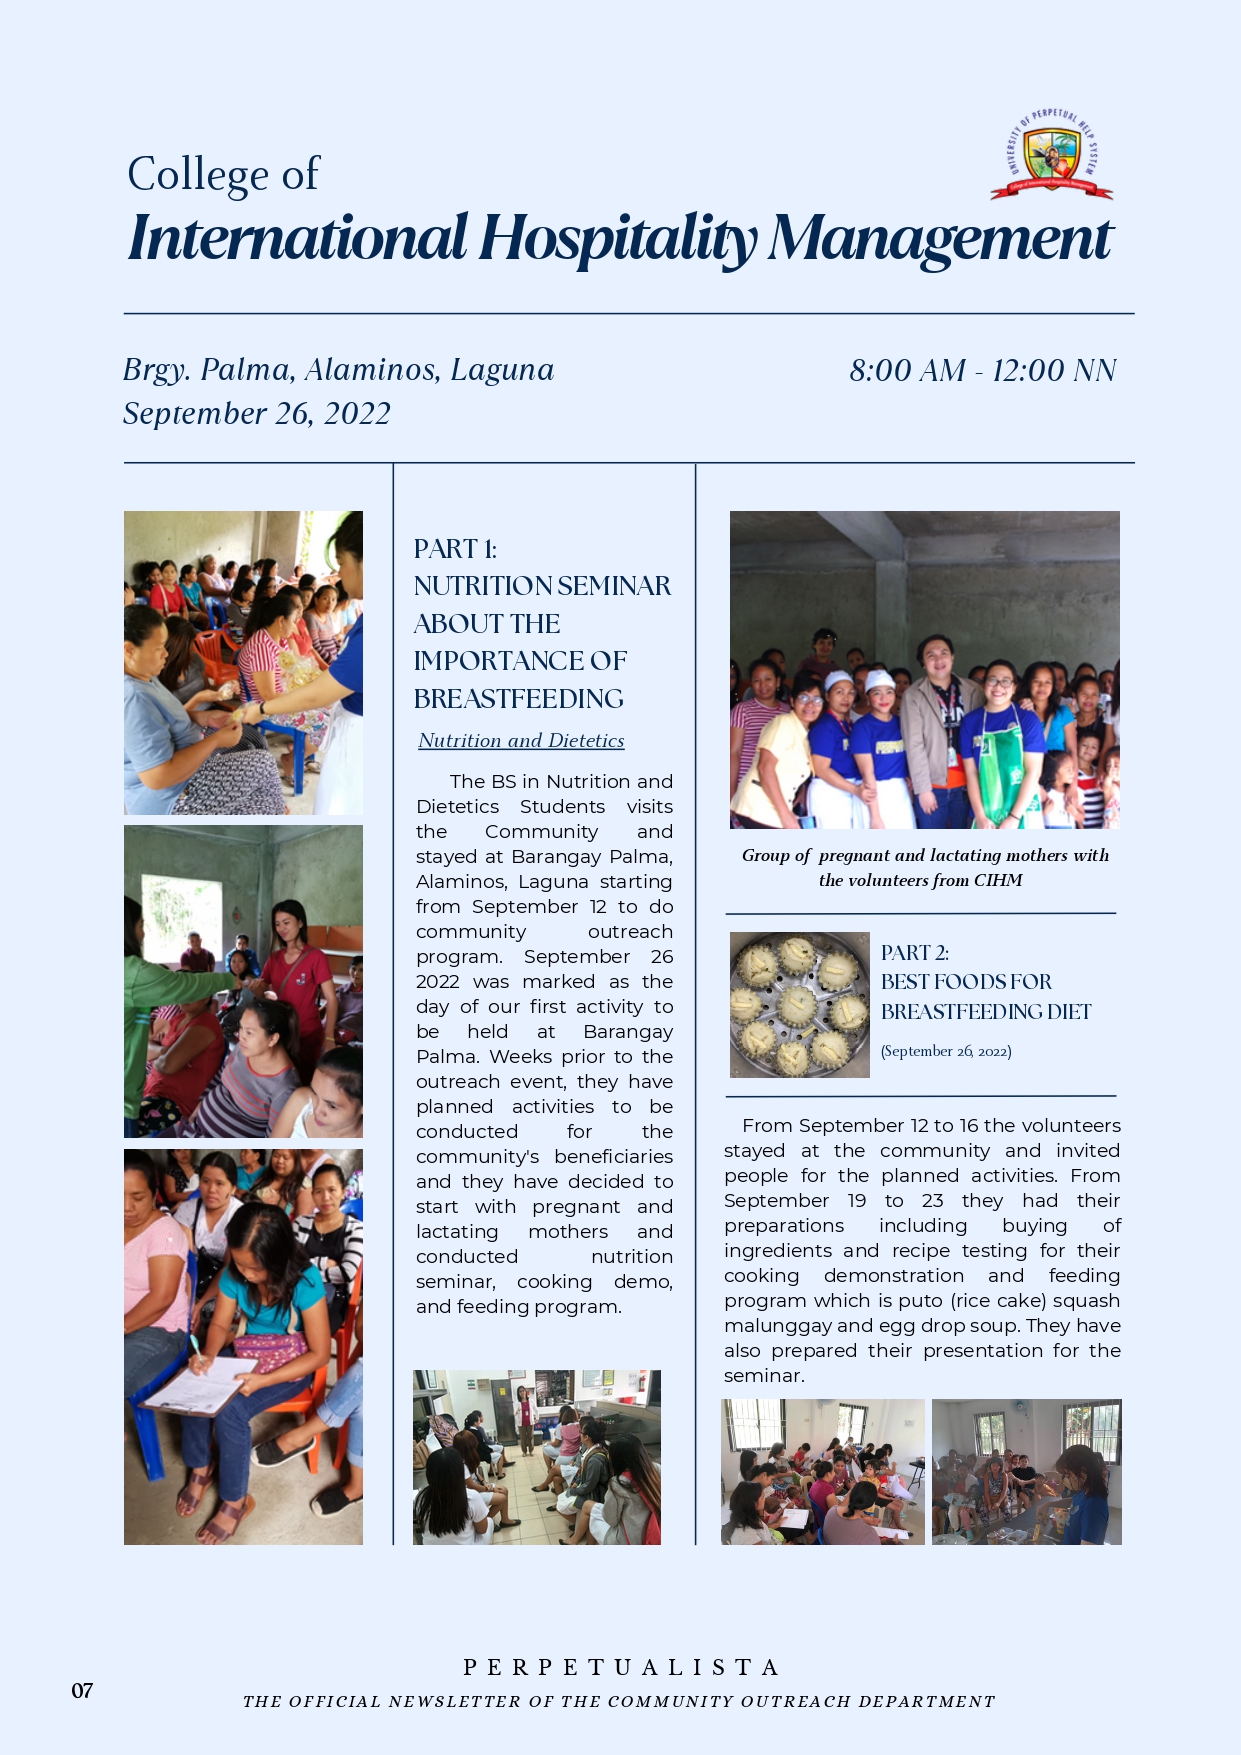 UNIVERSITY OF PERPETUAL HELP SYSTEM
College of International Hospitality Management
College of
International Hospitality Management
Brgy. Palma, Alaminos, Laguna
8:00 AM - 12:00 NN
September 26, 2022
PART 1:
NUTRITION SEMINAR
ABOUT THE
IMPORTANCE OF
BREASTFEEDING
Nutrition and Dietetics
The BS in Nutrition and
Dietetics Students visits
the Community and
stayed at Barangay Palma,
Alaminos, Laguna starting
from September 12 to do
community outreach
program. September 26
2022 was marked as the
day of our first activity to
be held at Barangay
Palma. Weeks prior to the
outreach event, they have
planned activities to be
conducted for the
community's beneficiaries
and they have decided to
start with pregnant and
lactating mothers and
conducted nutrition
seminar, cooking demo,
and feeding program.
Group of pregnant and lactating mothers with
the volunteers from CIHM
PART 2:
BEST FOODS FOR
BREASTFEEDING DIET
(September 26, 2022)
From September 12 to 16 the volunteers
stayed at the community and invited
people for the planned activities. From
September 19 to 23 they had their
preparations including buying of
ingredients and recipe testing for their
cooking demonstration and feeding
program which is puto (rice cake) squash
malunggay and egg drop soup. They have
also prepared their presentation for the
seminar.
PERPETUALISTA
07
THE OFFICIAL NEWSLETTER OF THE COMMUNITY OUTREACH DEPARTMENT